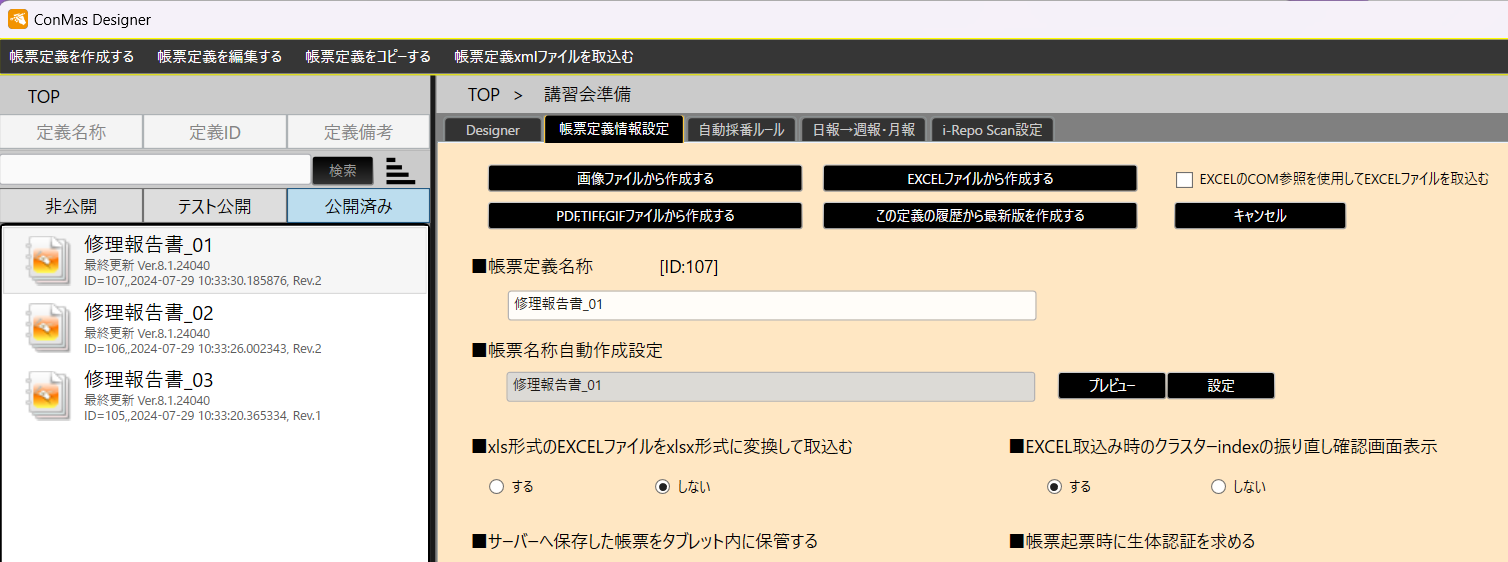 ConMas Designer
帳票定義を作成する 帳票定義を編集する 帳票定義をコピーする 帳票定義xmlファイルを取込む
TOP
定義名称 定義ID 定義備考
検索
非公開 テスト公開 公開済み
修理報告書_01
最終更新 Ver.8.1.24040
ID=107,,2024-07-29 10:33:30.185876, Rev.2
修理報告書_02
最終更新 Ver.8.1.24040
ID=106,,2024-07-29 10:33:26.002343, Rev.2
修理報告書_03
最終更新 Ver.8.1.24040
ID=105,,2024-07-29 10:33:20.365334, Rev.1
TOP > 講習会準備
Designer 帳票定義情報設定 自動採番ルール 日報→週報・月報 i-Repo Scan設定
画像ファイルから作成する EXCELファイルから作成する EXCELのCOM参照を使用してEXCELファイルを取込む
PDF,TIFF,GIFファイルから作成する この定義の履歴から最新版を作成する キャンセル
■帳票定義名称 [ID:107]
修理報告書_01
■帳票名称自動作成設定
修理報告書_01 プレビュー 設定
■xls形式のEXCELファイルをxlsx形式に変換して取込む ■EXCEL取込み時のクラスターindexの振り直し確認画面表示
する しない する しない
■サーバーへ保存した帳票をタブレット内に保管する ■帳票起票時に生体認証を求める